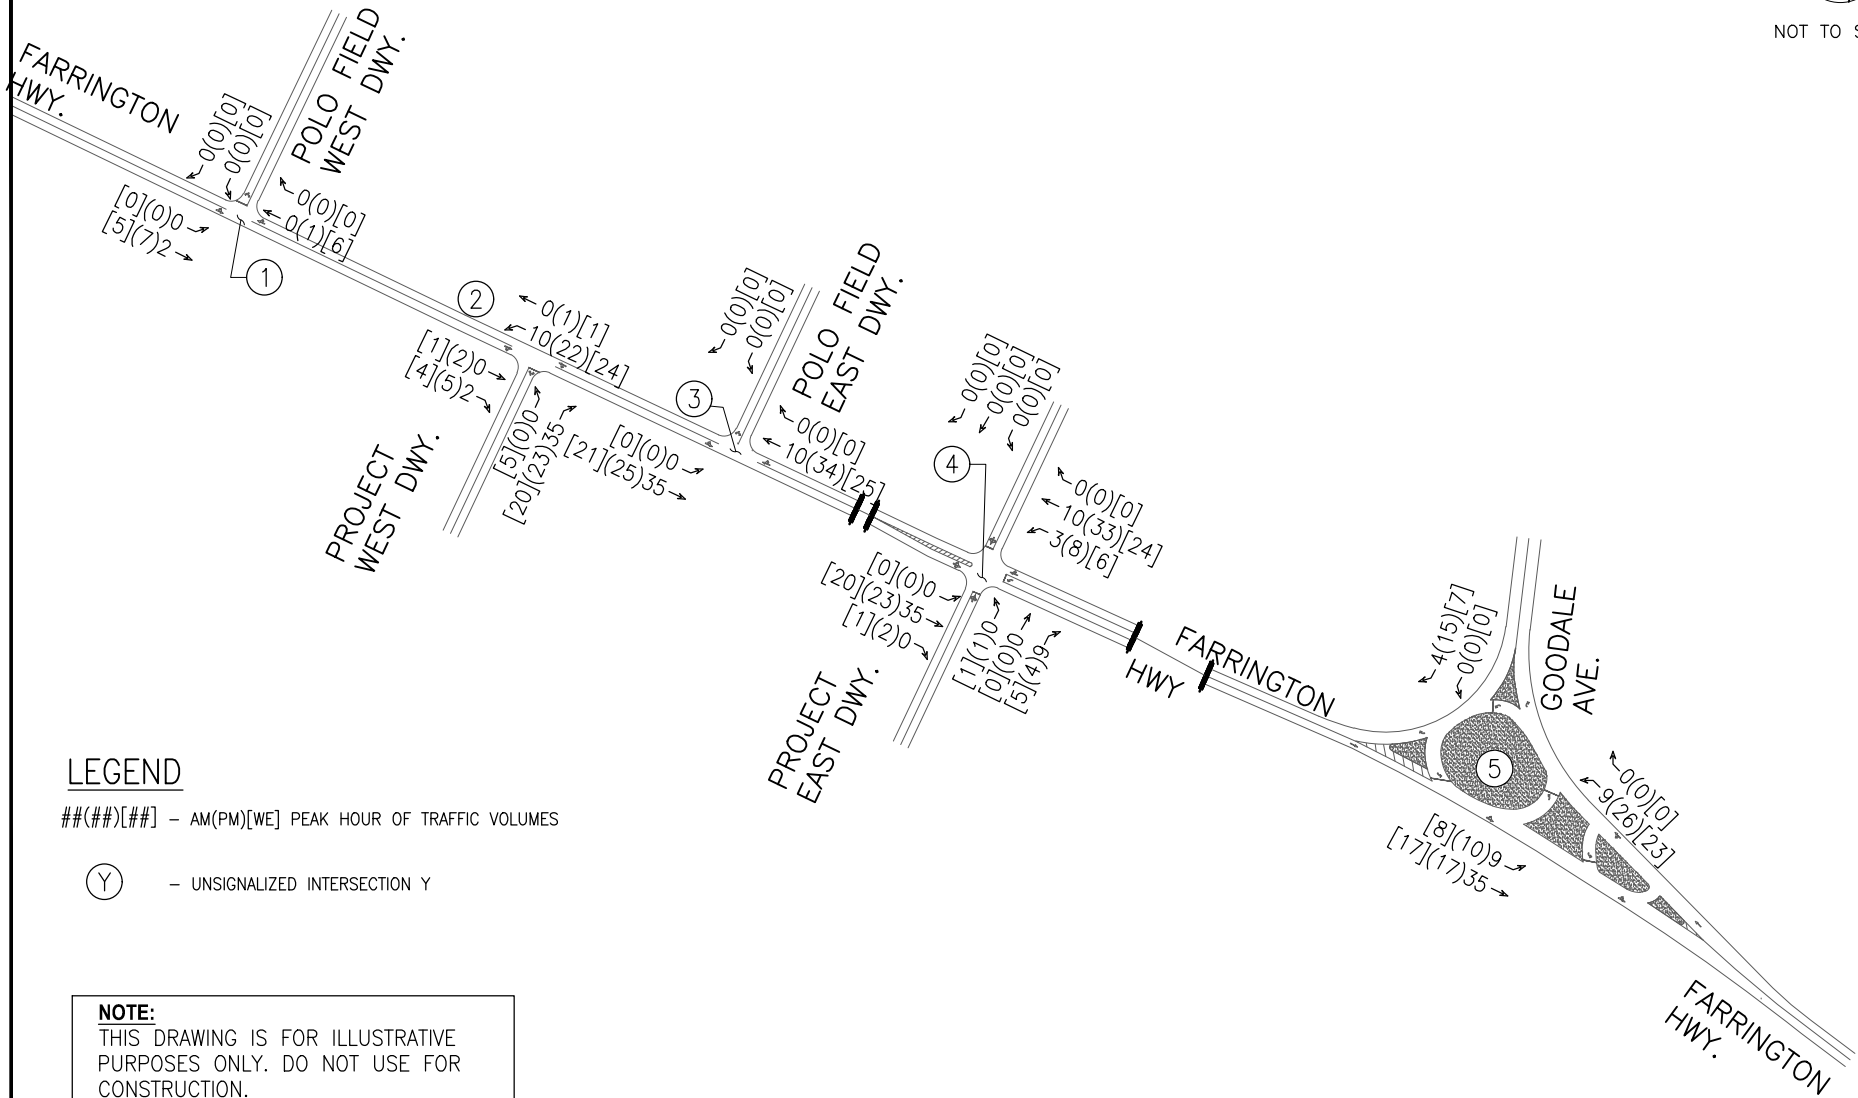 NOT TO S
FARRINGTON
HWY.
POLO FIELD
WEST DWY.
0(0)[0]
0(0)[0]
[0](0)0
[5](7)2
0(0)[0]
0(1)[6]
1
2
0(1)[1]
10(22)[24]
[1](2)0
[4](5)2
[5](0)0
[20](23)35
PROJECT
WEST DWY.
0(0)[0]
0(0)[0]
POLO FIELD
EAST DWY.
3
[0](0)0
[21](25)35
0(0)[0]
10(34)[25]
0(0)[0]
0(0)[0]
0(0)[0]
4
0(0)[0]
10(33)[24]
3(8)[6]
[0](0)0
[20](23)35
[1](2)0
[1](1)0
[0](0)0
[5](4)9
PROJECT
EAST DWY.
FARRINGTON
HWY
4(15)[7]
0(0)[0]
GOODALE
AVE.
5
0(0)[0]
9(26)[23]
[8](10)9
[17](17)35
FARRINGTON
HWY.
LEGEND
##(##)[##] – AM(PM)[WE] PEAK HOUR OF TRAFFIC VOLUMES
Y – UNSIGNALIZED INTERSECTION Y
NOTE:
THIS DRAWING IS FOR ILLUSTRATIVE
PURPOSES ONLY. DO NOT USE FOR
CONSTRUCTION.